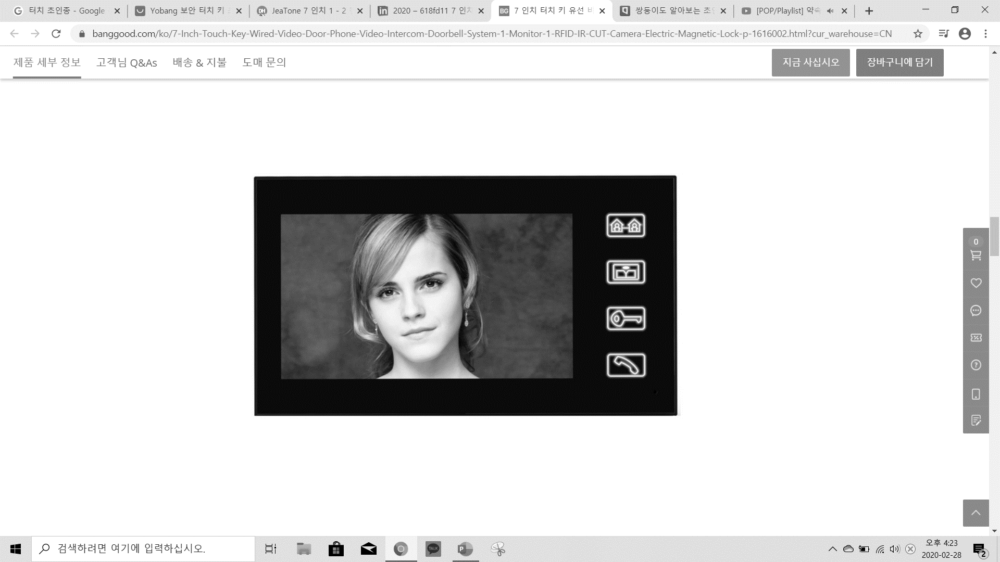 터치 조인종 - Google
Yobang 보안 터치 키
JeaTone 7 인치 1 - 2
2020 – 618fd11 7 인치
BG 7 인치 터치 키 유선 비
쌍둥이도 알아보는 조인
[POP/Playlist] 약속
banggood.com/ko/7-Inch-Touch-Key-Wired-Video-Door-Phone-Video-Intercom-Doorbell-System-1-Monitor-1-RFID-IR-CUT-Camera-Electric-Magnetic-Lock-p-1616002.html?cur_warehouse=CN
제품 세부 정보 고객님 Q&As 배송 & 지불 도매 문의
지금 사십시오 장바구니에 담기
0
검색하려면 여기에 입력하십시오.
TALK
오후 4:23
2020-02-28
2